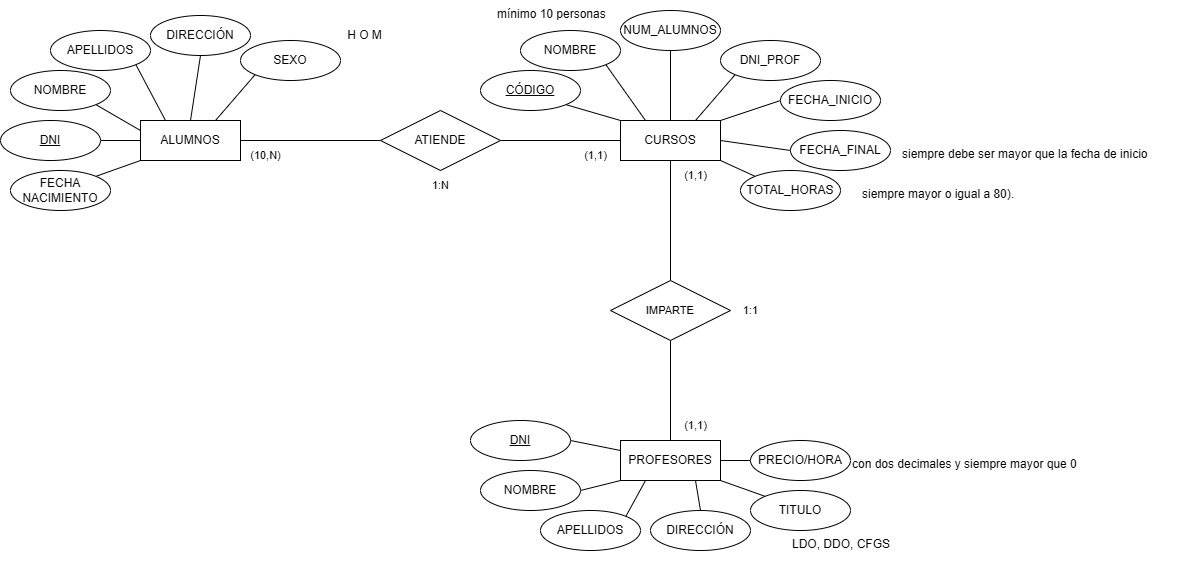 mínimo 10 personas
NUM_ALUMNOS
DIRECCIÓN
H O M
APELLIDOS
NOMBRE
SEXO
DNI_PROF
NOMBRE
CÓDIGO
FECHA_INICIO
DNI
ALUMNOS
ATIENDE
CURSOS
FECHA_FINAL
siempre debe ser mayor que la fecha de inicio
(10,N)
(1,1)
(1,1)
1:N
FECHA
NACIMIENTO
TOTAL_HORAS
siempre mayor o igual a 80).
IMPARTE
1:1
(1,1)
DNI
PROFESORES
PRECIO/HORA
con dos decimales y siempre mayor que 0
NOMBRE
TITULO
APELLIDOS
DIRECCIÓN
LDO, DDO, CFGS